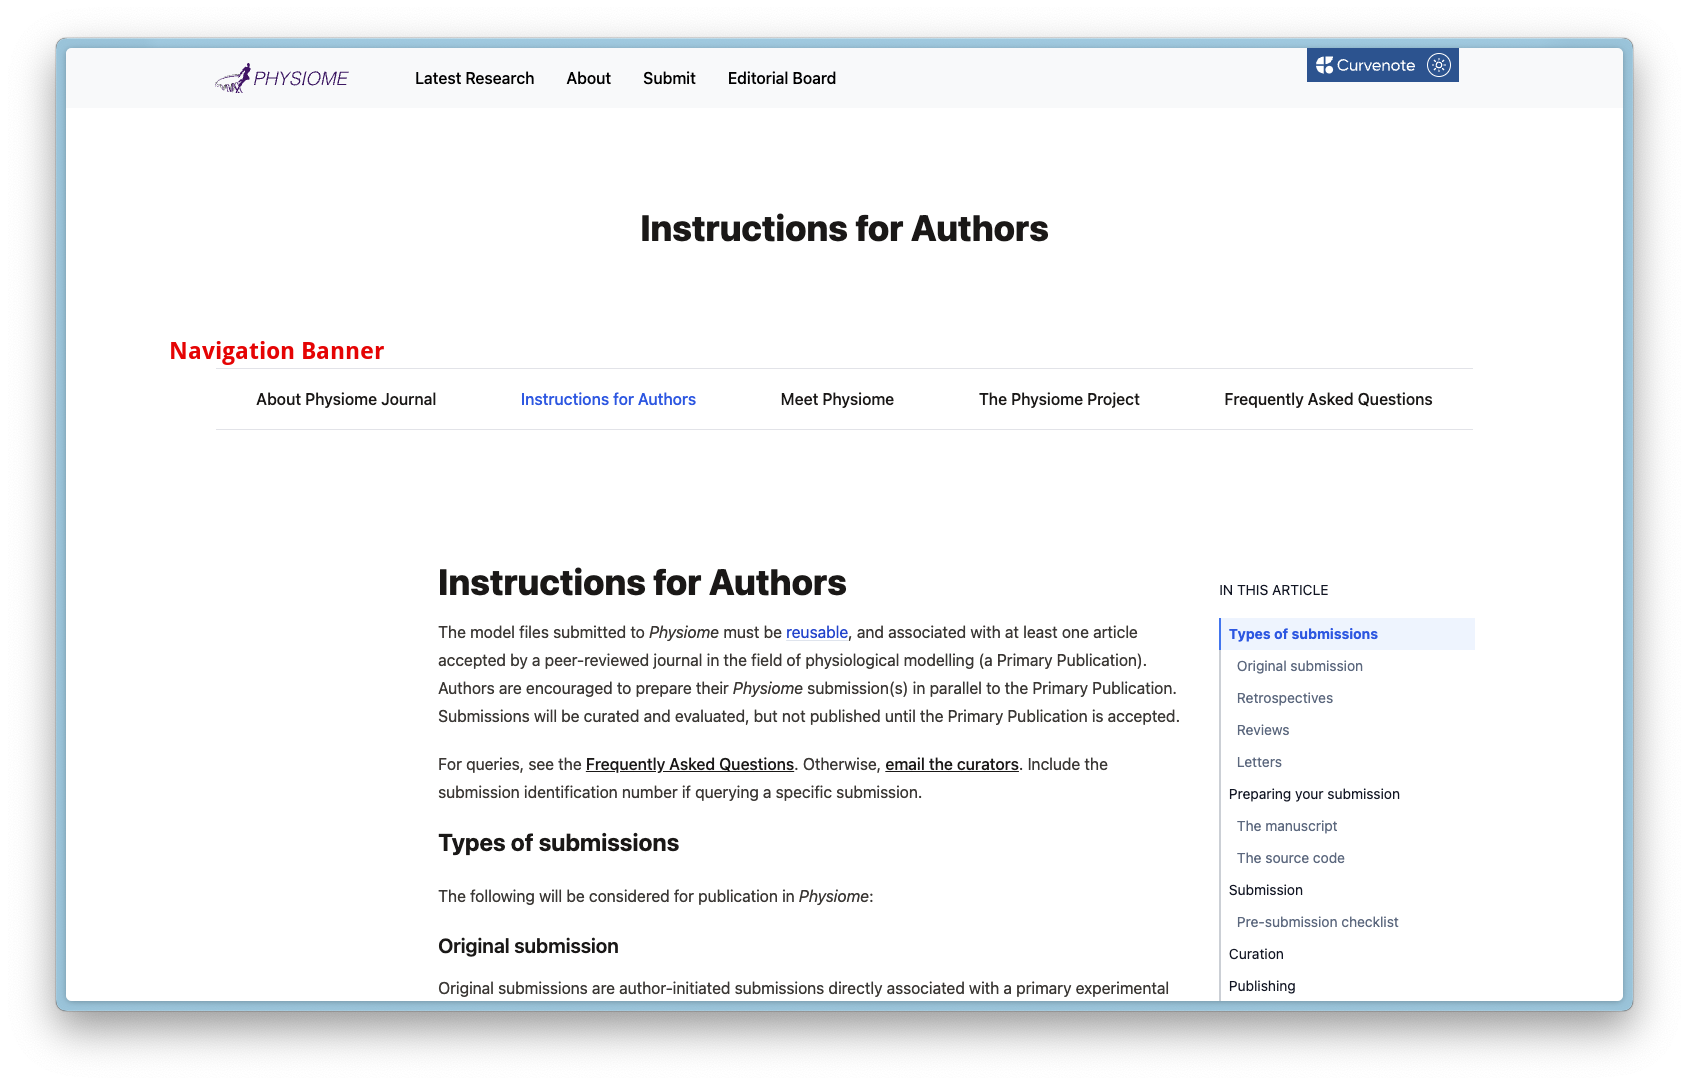 PHYSIOME
Latest Research
About
Submit
Editorial Board
Curvenote
Instructions for Authors
Navigation Banner
About Physiome Journal
Instructions for Authors
Meet Physiome
The Physiome Project
Frequently Asked Questions
Instructions for Authors
The model files submitted to Physiome must be reusable, and associated with at least one article
accepted by a peer-reviewed journal in the field of physiological modelling (a Primary Publication).
Authors are encouraged to prepare their Physiome submission(s) in parallel to the Primary Publication.
Submissions will be curated and evaluated, but not published until the Primary Publication is accepted.
For queries, see the Frequently Asked Questions. Otherwise, email the curators. Include the
submission identification number if querying a specific submission.
Types of submissions
The following will be considered for publication in Physiome:
Original submission
Original submissions are author-initiated submissions directly associated with a primary experimental
IN THIS ARTICLE
Types of submissions
Original submission
Retrospectives
Reviews
Letters
Preparing your submission
The manuscript
The source code
Submission
Pre-submission checklist
Curation
Publishing